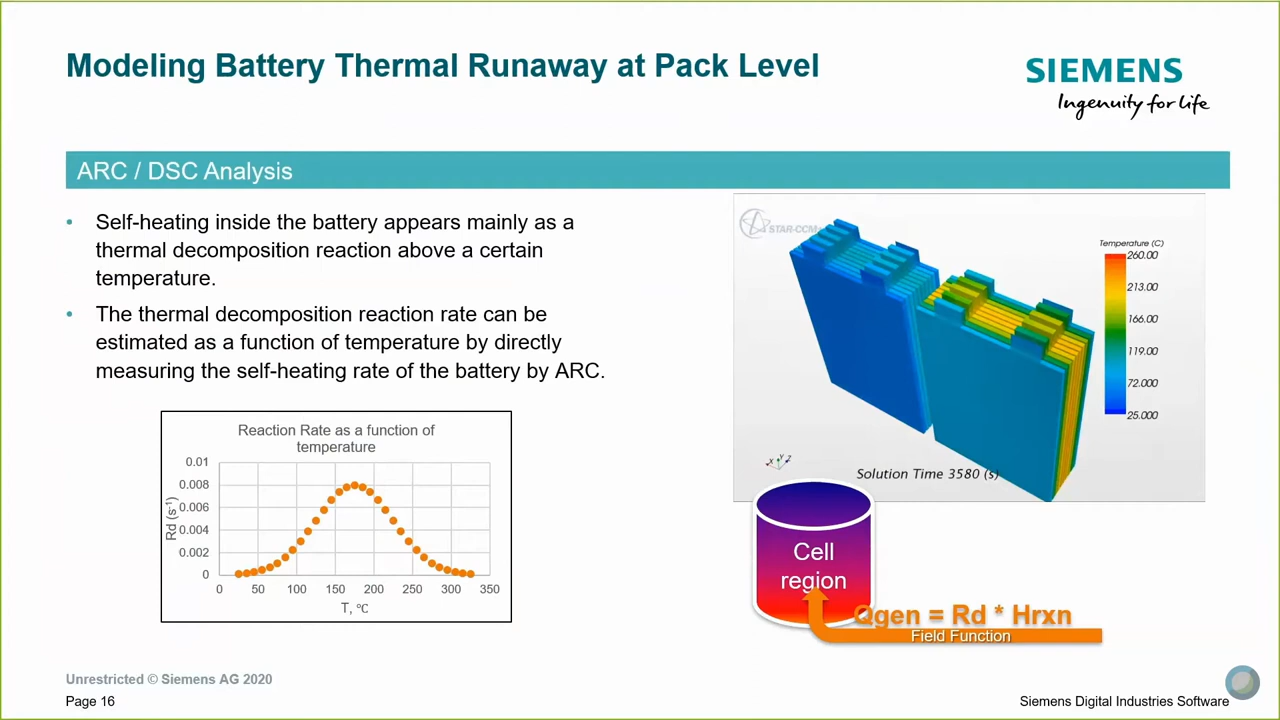 Modeling Battery Thermal Runaway at Pack Level
SIEMENS
Ingenuity for life
ARC / DSC Analysis
• Self-heating inside the battery appears mainly as a
thermal decomposition reaction above a certain
temperature.
• The thermal decomposition reaction rate can be
estimated as a function of temperature by directly
measuring the self-heating rate of the battery by ARC.
Reaction Rate as a function of
temperature
Rd (s⁻¹)
0.01
0.008
0.006
0.004
0.002
0
0 50 100 150 200 250 300 350
T, ℃
STAR-CCM+
Temperature (C)
260.00
213.00
166.00
119.00
72.000
25.000
X Y Z
Solution Time 3580 (s)
Cell
region
Qgen = Rd * Hrxn
Field Function
Unrestricted © Siemens AG 2020
Page 16
Siemens Digital Industries Software